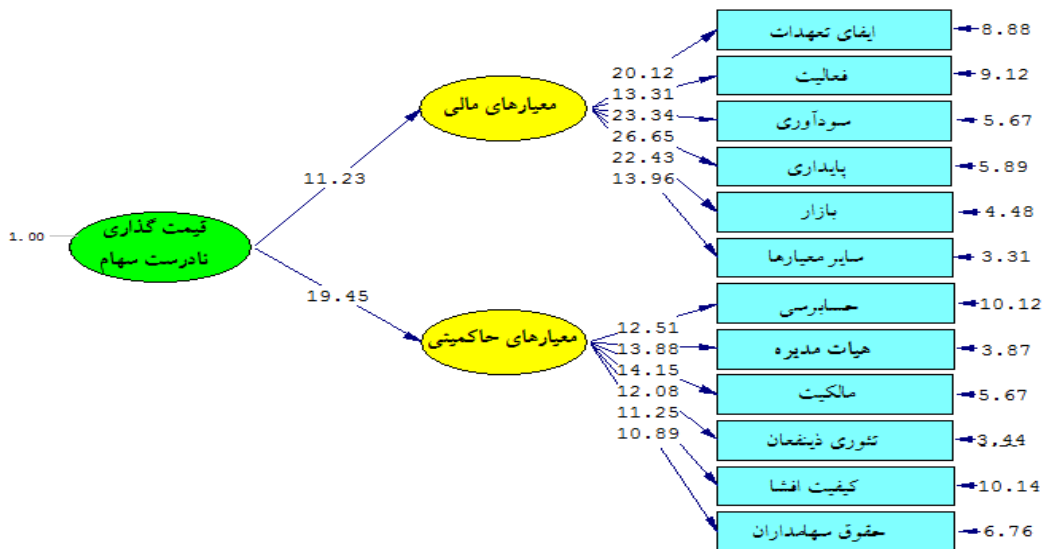 1.00
قیمت گذاری
نادرست سهام
11.23
19.45
معیارهای مالی
معیارهای حاکمیتی
20.12
13.31
23.34
26.65
22.43
13.96
12.51
13.88
14.15
12.08
11.25
10.89
ایفای تعهدات
8.88
فعالیت
9.12
سودآوری
5.67
پایداری
5.89
بازار
4.48
سایر معیارها
3.31
حسابرسی
10.12
هیات مدیره
3.87
مالکیت
5.67
تئوری ذینفعان
3.44
کیفیت افشا
10.14
حقوق سهامداران
6.76